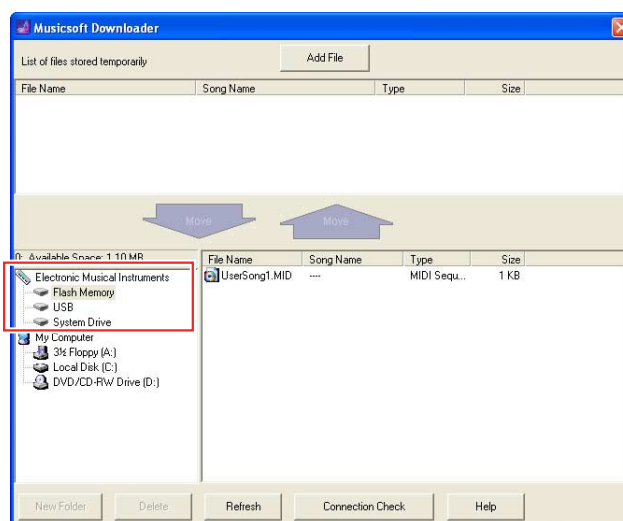 Musicsoft Downloader
List of files stored temporarily
Add File
File Name Song Name Type Size
Move Move
0: Available Space: 1.10 MB
File Name Song Name Type Size
UserSong1.MID ---- MIDI Sequ... 1 KB
Electronic Musical Instruments
Flash Memory
USB
System Drive
My Computer
3½ Floppy (A:)
Local Disk (C:)
DVD/CD-RW Drive (D:)
New Folder Delete Refresh Connection Check Help